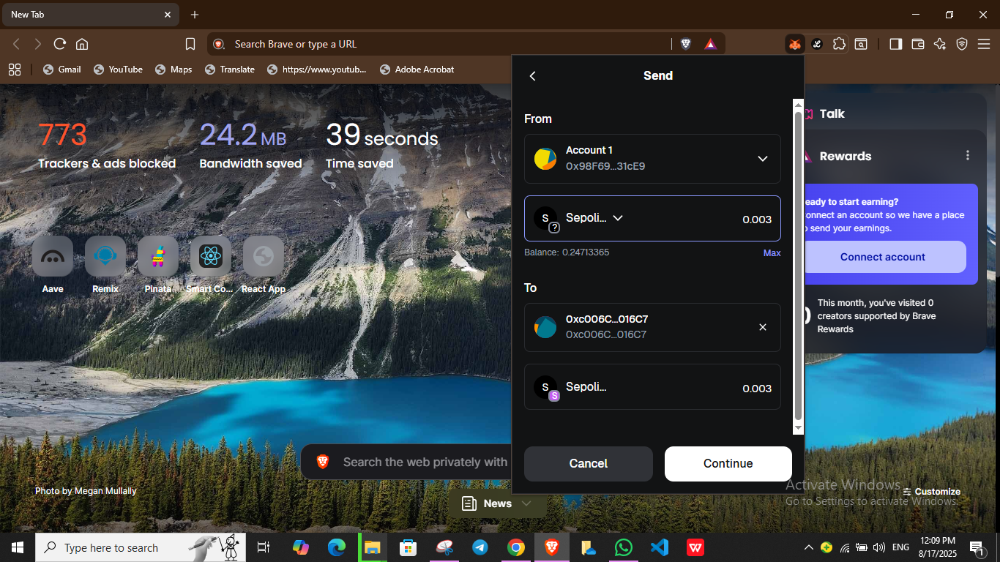 New Tab
Search Brave or type a URL
Gmail
YouTube
Maps
Translate
https://www.youtub...
Adobe Acrobat
773
Trackers & ads blocked
24.2 MB
Bandwidth saved
39 seconds
Time saved
Aave
Remix
Pinata
Smart Co...
React App
Send
From
Account 1
0x98F69...31cE9
S
?
Sepoli...
0.003
Balance: 0.24713365
Max
To
0xc006C...016C7
0xc006C...016C7
S
S
Sepoli...
0.003
Cancel
Continue
Talk
Rewards
eady to start earning?
onnect an account so we have a place
o send your earnings.
Connect account
This month, you've visited 0
creators supported by Brave
Rewards
Search the web privately with
Photo by Megan Mullally
News
Activate Windows
Go to Settings to activate Windows.
Customize
Type here to search
ENG
12:09 PM
8/17/2025
1